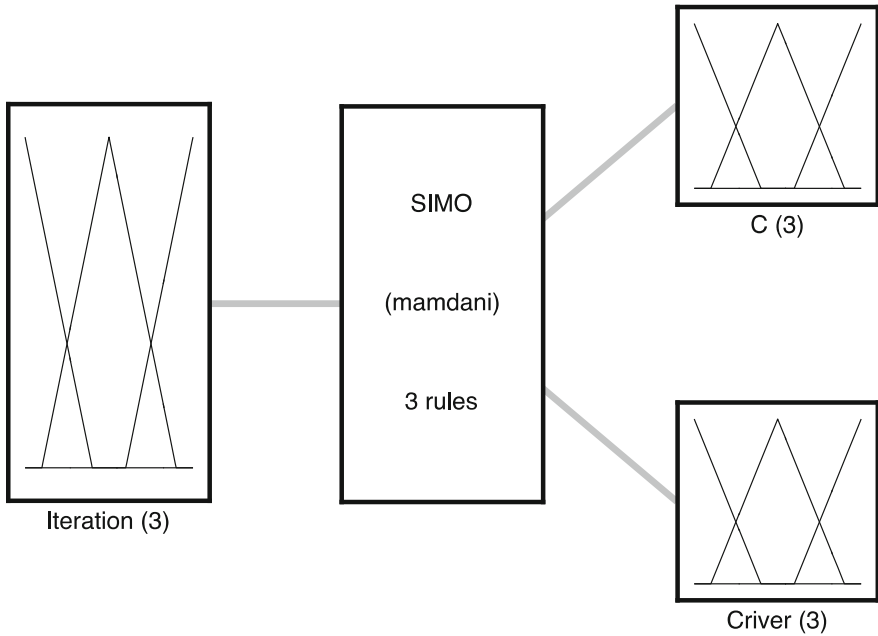 Iteration (3)
SIMO
(mamdani)
3 rules
C (3)
Criver (3)